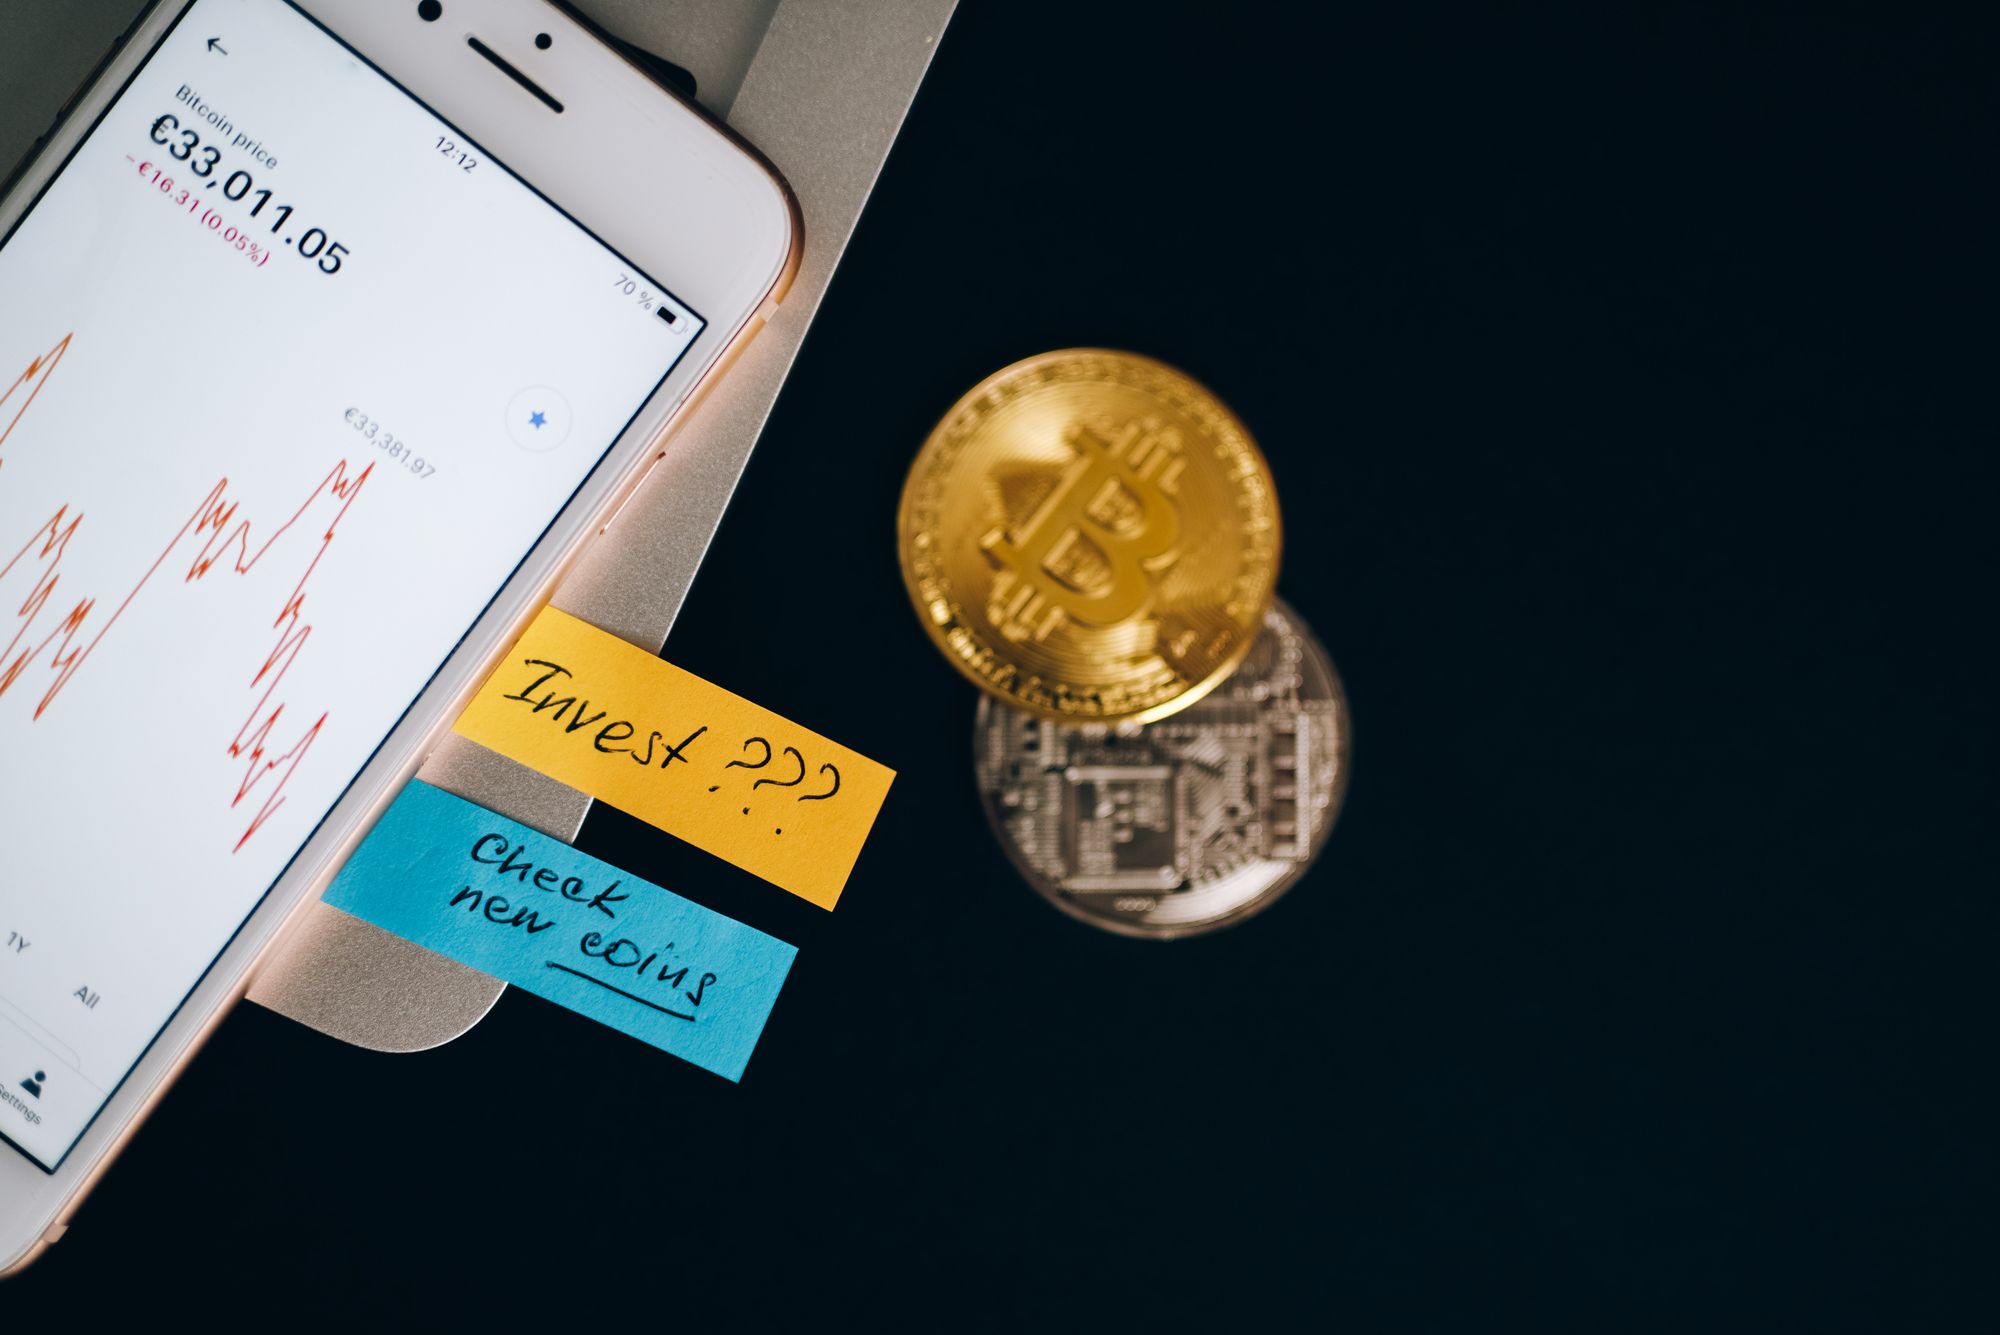 12:12
70 %
Bitcoin price
€33,011.05
- €16.31 (0.05%)
€33,381.97
1Y
All
Settings
Invest ???
Check
new coins